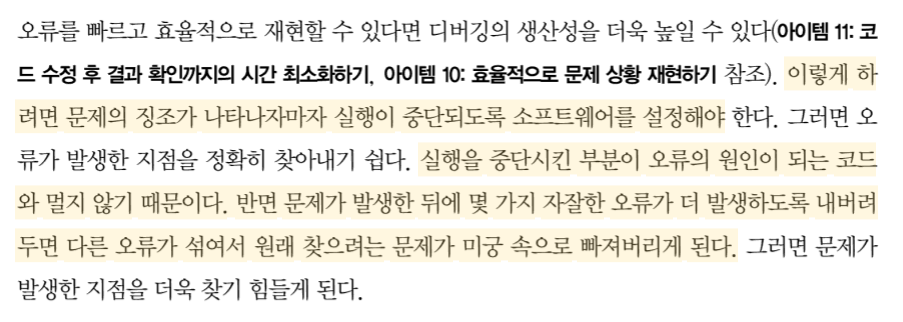 오류를 빠르고 효율적으로 재현할 수 있다면 디버깅의 생산성을 더욱 높일 수 있다(아이템 11: 코
드 수정 후 결과 확인까지의 시간 최소화하기, 아이템 10: 효율적으로 문제 상황 재현하기 참조). 이렇게 하
려면 문제의 징조가 나타나자마자 실행이 중단되도록 소프트웨어를 설정해야 한다. 그러면 오
류가 발생한 지점을 정확히 찾아내기 쉽다. 실행을 중단시킨 부분이 오류의 원인이 되는 코드
와 멀지 않기 때문이다. 반면 문제가 발생한 뒤에 몇 가지 자잘한 오류가 더 발생하도록 내버려
두면 다른 오류가 섞여서 원래 찾으려는 문제가 미궁 속으로 빠져버리게 된다. 그러면 문제가
발생한 지점을 더욱 찾기 힘들게 된다.